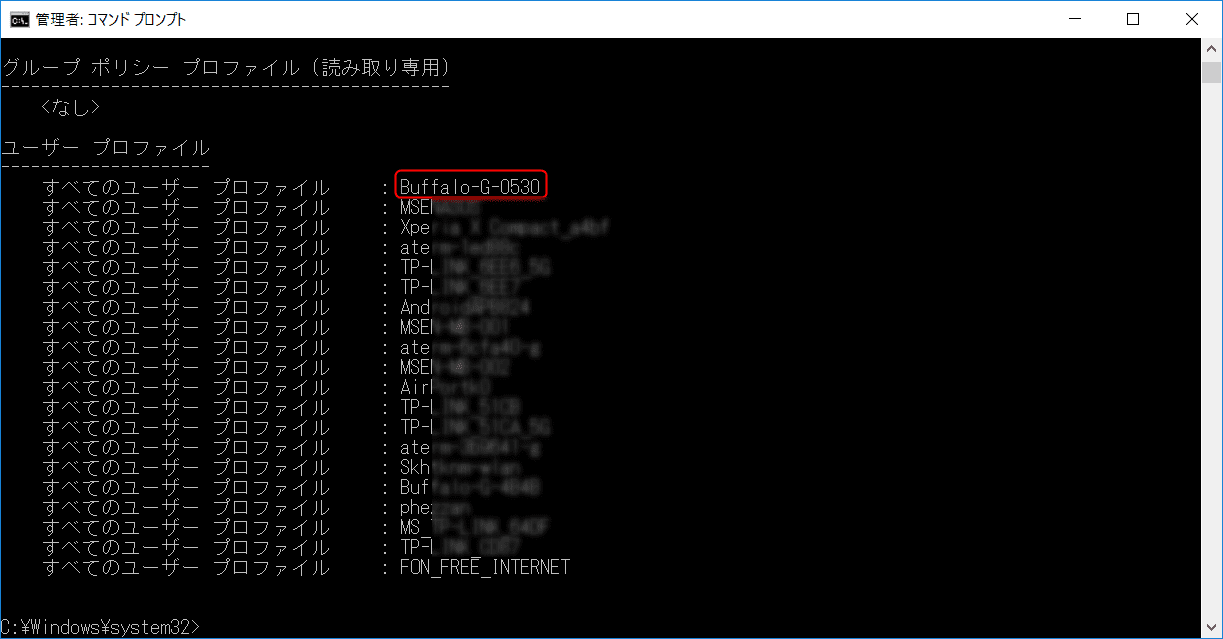 管理者: コマンド プロンプト
グループ ポリシー プロファイル (読み取り専用)
---------------------------------------------
<なし>
ユーザー プロファイル
---------------------
すべてのユーザー プロファイル : Buffalo-G-0530
すべてのユーザー プロファイル : MSE
すべてのユーザー プロファイル : Xpe
すべてのユーザー プロファイル : ate
すべてのユーザー プロファイル : TP-
すべてのユーザー プロファイル : TP-
すべてのユーザー プロファイル : And
すべてのユーザー プロファイル : MSE
すべてのユーザー プロファイル : ate
すべてのユーザー プロファイル : MSE
すべてのユーザー プロファイル : Air
すべてのユーザー プロファイル : TP-
すべてのユーザー プロファイル : TP-
すべてのユーザー プロファイル : ate
すべてのユーザー プロファイル : Skh
すべてのユーザー プロファイル : Buf
すべてのユーザー プロファイル : phe
すべてのユーザー プロファイル : MS_
すべてのユーザー プロファイル : TP-
すべてのユーザー プロファイル : FON_FREE_INTERNET
C:¥Windows¥system32>